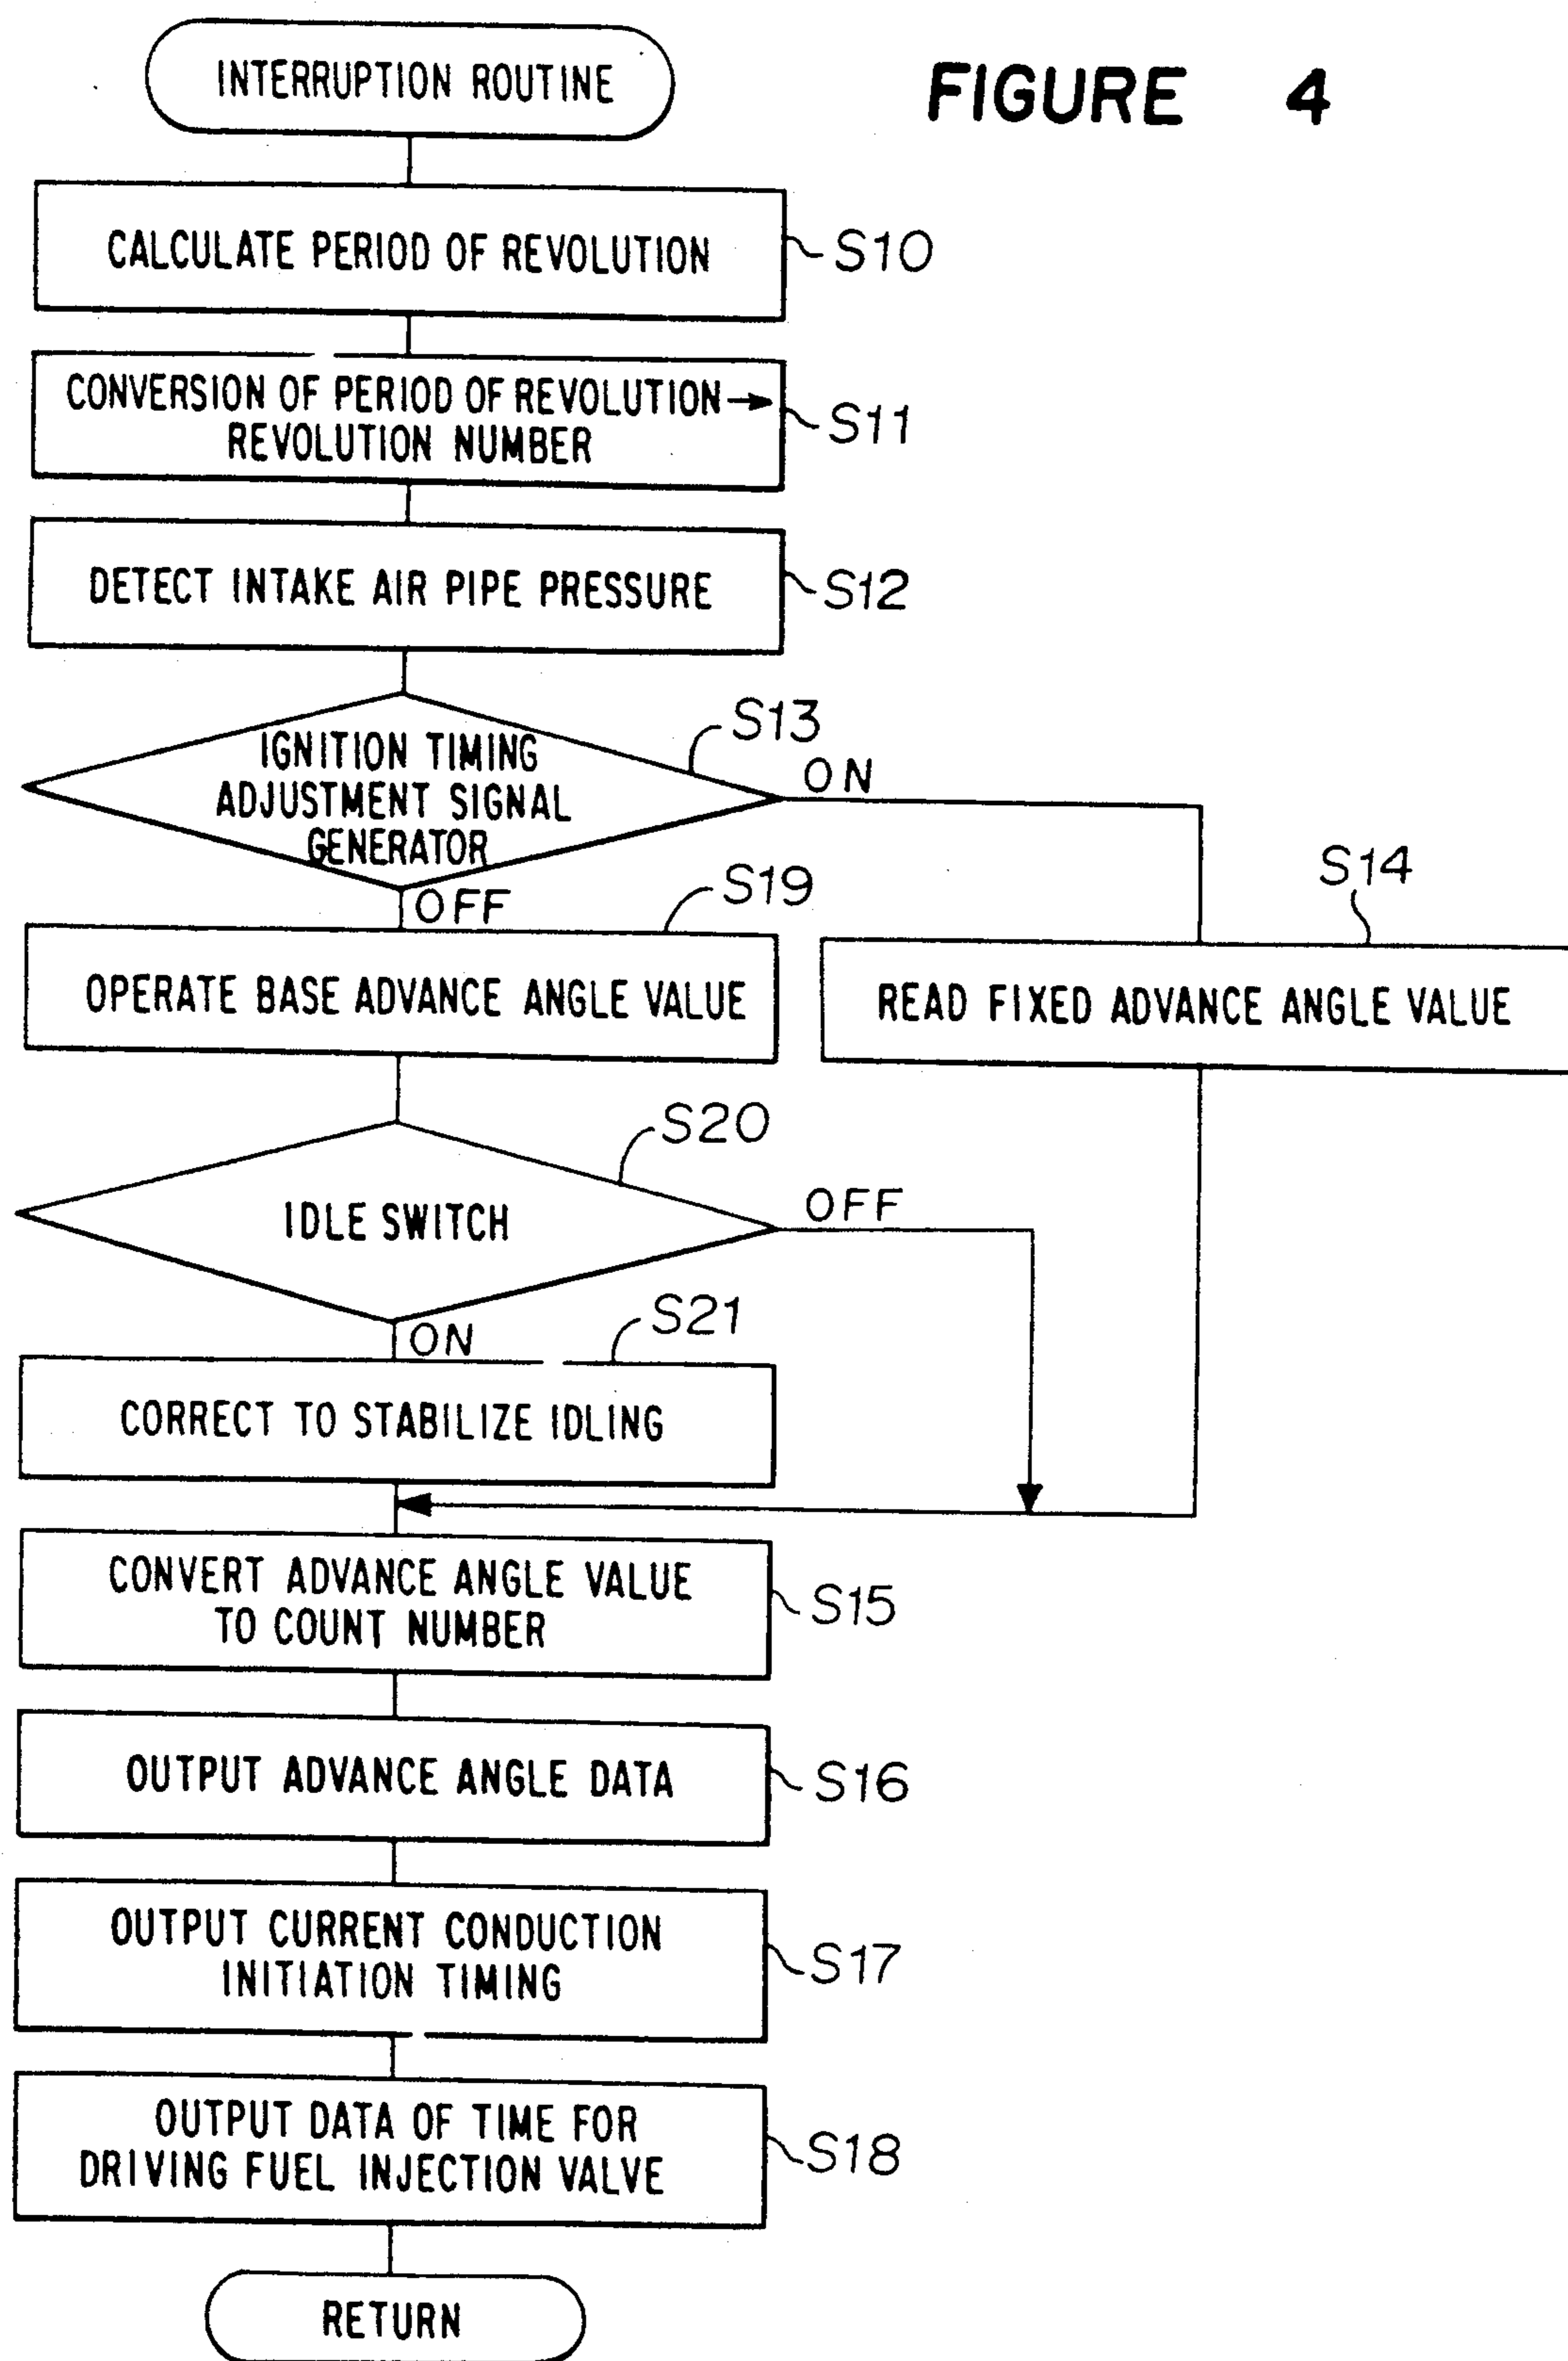 INTERRUPTION ROUTINE
FIGURE 4
CALCULATE PERIOD OF REVOLUTION
S10
CONVERSION OF PERIOD OF REVOLUTION→
REVOLUTION NUMBER
S11
DETECT INTAKE AIR PIPE PRESSURE
S12
S13
IGNITION TIMING
ADJUSTMENT SIGNAL
GENERATOR
ON
OFF
S19
S14
OPERATE BASE ADVANCE ANGLE VALUE
READ FIXED ADVANCE ANGLE VALUE
S20
IDLE SWITCH
OFF
ON
S21
CORRECT TO STABILIZE IDLING
CONVERT ADVANCE ANGLE VALUE
TO COUNT NUMBER
S15
OUTPUT ADVANCE ANGLE DATA
S16
OUTPUT CURRENT CONDUCTION
INITIATION TIMING
S17
OUTPUT DATA OF TIME FOR
DRIVING FUEL INJECTION VALVE
S18
RETURN